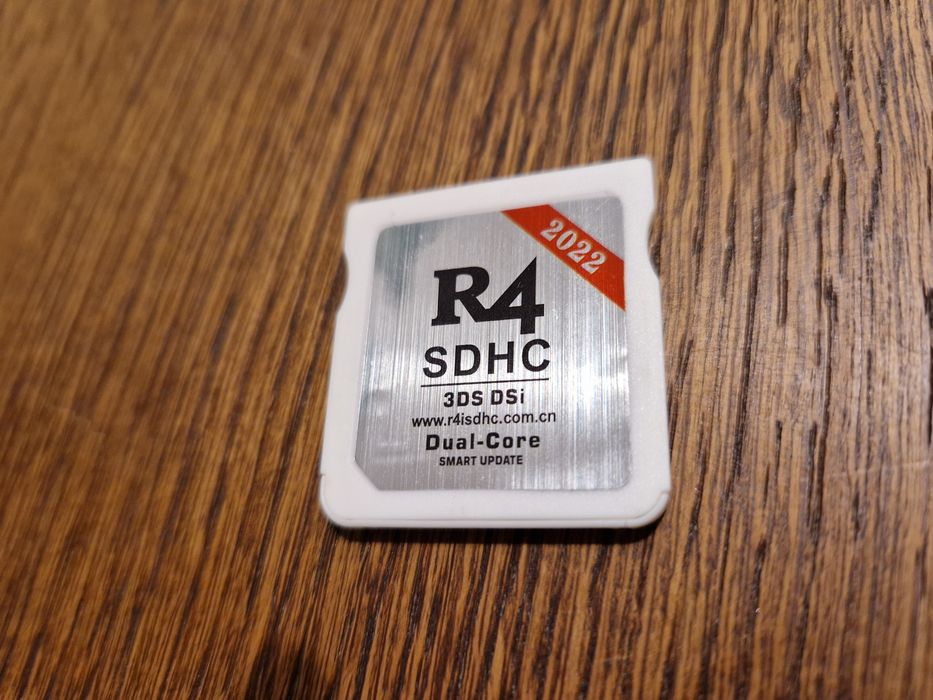 2022
R4
SDHC
3DS DSi
www.r4isdhc.com.cn
Dual-Core
SMART UPDATE